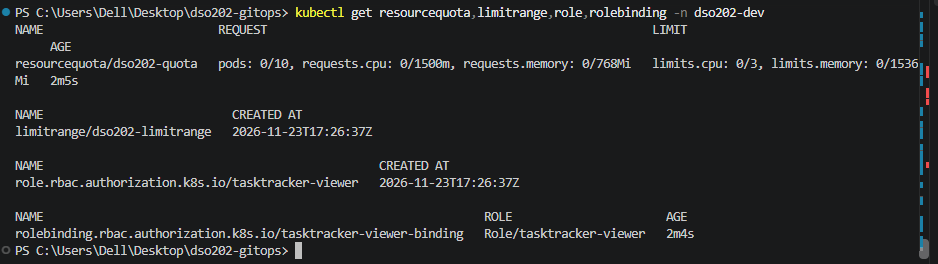 PS C:\Users\Dell\Desktop\dso202-gitops> kubectl get resourcequota,limitrange,role,rolebinding -n dso202-dev
NAME REQUEST LIMIT
AGE
resourcequota/dso202-quota pods: 0/10, requests.cpu: 0/1500m, requests.memory: 0/768Mi limits.cpu: 0/3, limits.memory: 0/1536
Mi 2m5s
NAME CREATED AT
limitrange/dso202-limitrange 2026-11-23T17:26:37Z
NAME CREATED AT
role.rbac.authorization.k8s.io/tasktracker-viewer 2026-11-23T17:26:37Z
NAME ROLE AGE
rolebinding.rbac.authorization.k8s.io/tasktracker-viewer-binding Role/tasktracker-viewer 2m4s
PS C:\Users\Dell\Desktop\dso202-gitops>